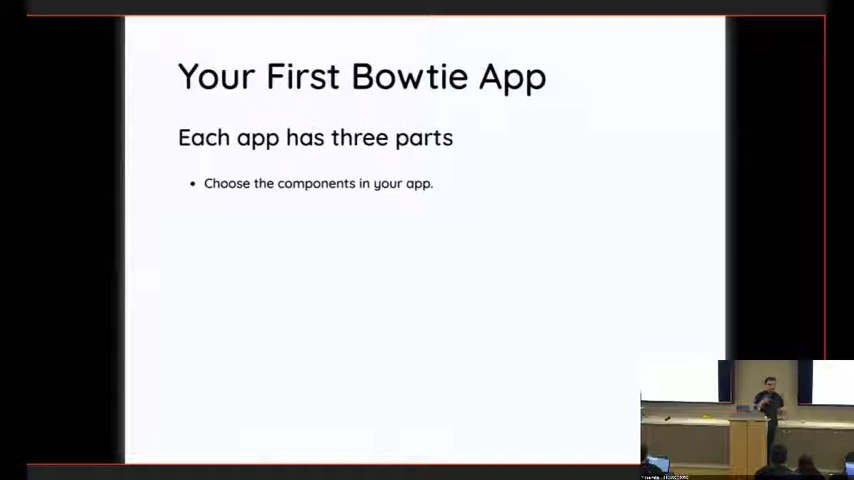 Your First Bowtie App
Each app has three parts
• Choose the components in your app.